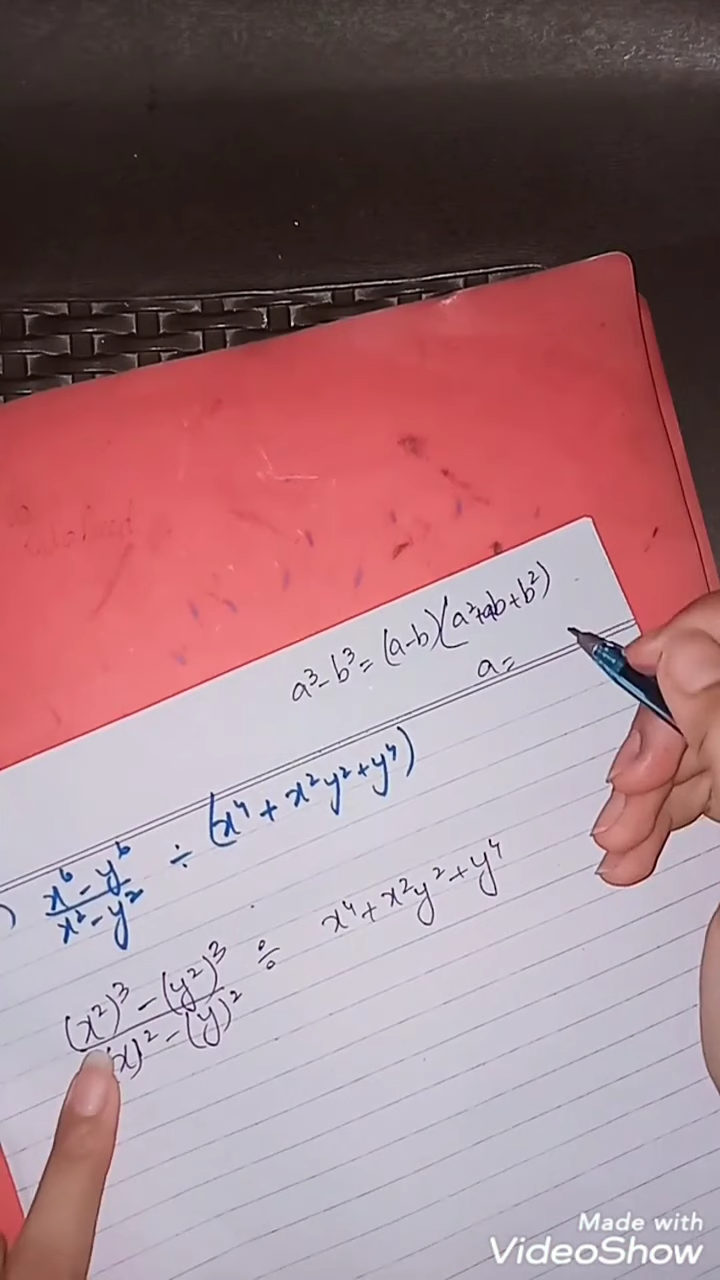 a³-b³=(a-b)(a²+ab+b²)
a=
) x⁶-y⁶/x²-y² ÷ (x⁴+x²y²+y⁴)
(x²)³-(y²)³/(x)²-(y)² ÷ x⁴+x²y²+y⁴
Made with
VideoShow